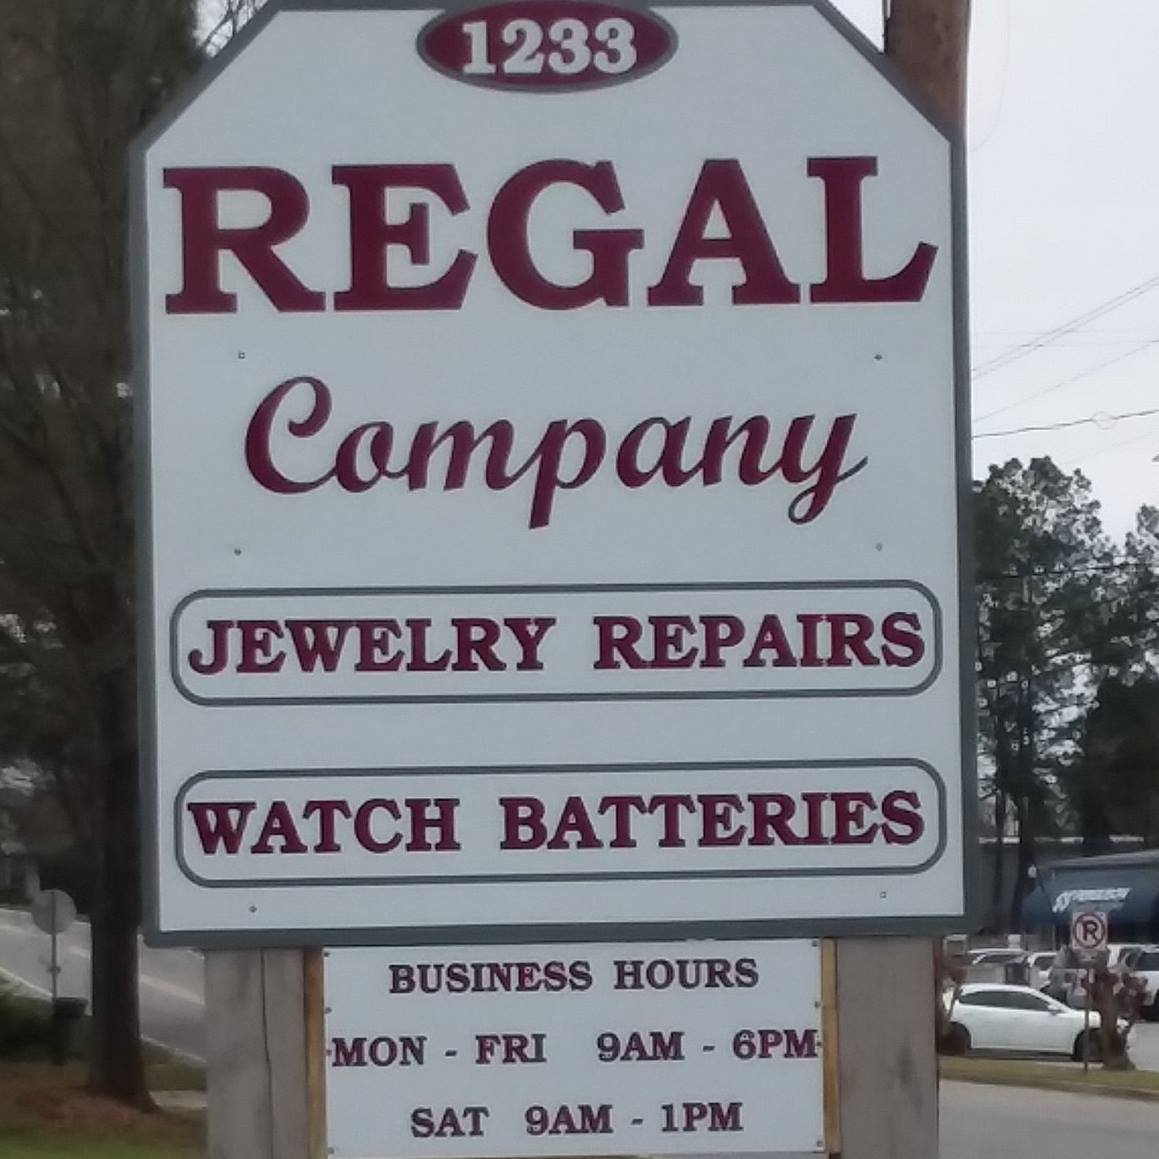 1233
REGAL
Company
JEWELRY REPAIRS
WATCH BATTERIES
BUSINESS HOURS
MON - FRI 9AM - 6PM
SAT 9AM - 1PM
P